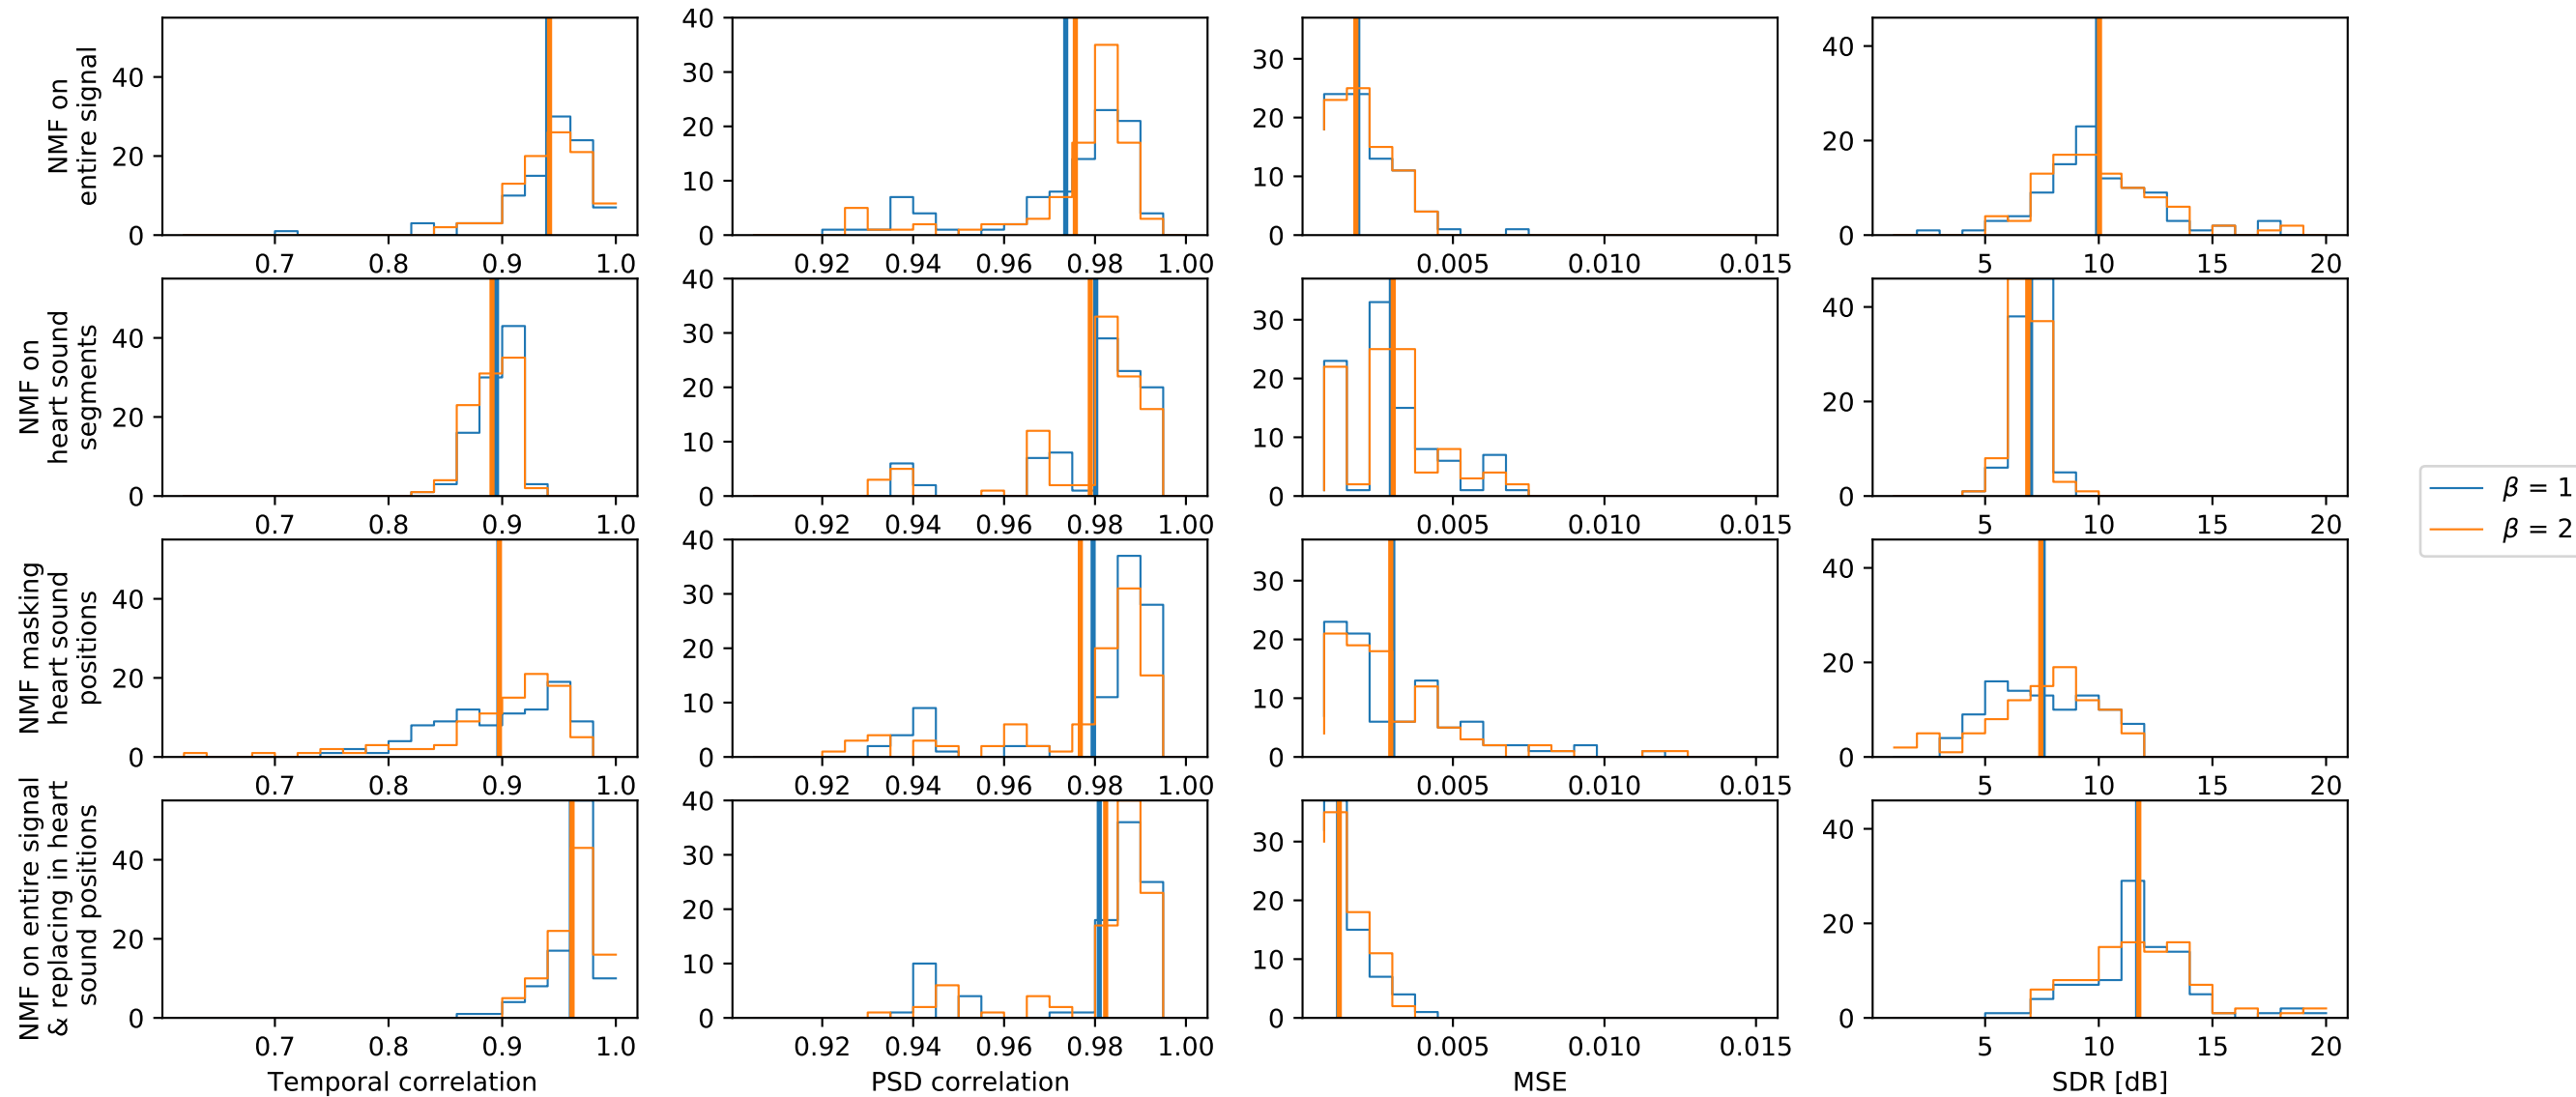 NMF on
entire signal
0 20 40
0.7 0.8 0.9 1.0
0 10 20 30 40
0.92 0.94 0.96 0.98 1.00
0 10 20 30
0.005 0.010 0.015
0 20 40
5 10 15 20
NMF on
heart sound
segments
0 20 40
0.7 0.8 0.9 1.0
0 10 20 30 40
0.92 0.94 0.96 0.98 1.00
0 10 20 30
0.005 0.010 0.015
0 20 40
5 10 15 20
β = 1
β = 2
NMF masking
heart sound
positions
0 20 40
0.7 0.8 0.9 1.0
0 10 20 30 40
0.92 0.94 0.96 0.98 1.00
0 10 20 30
0.005 0.010 0.015
0 20 40
5 10 15 20
NMF on entire signal
& replacing in heart
sound positions
0 20 40
0.7 0.8 0.9 1.0
Temporal correlation
0 10 20 30 40
0.92 0.94 0.96 0.98 1.00
PSD correlation
0 10 20 30
0.005 0.010 0.015
MSE
0 20 40
5 10 15 20
SDR [dB]